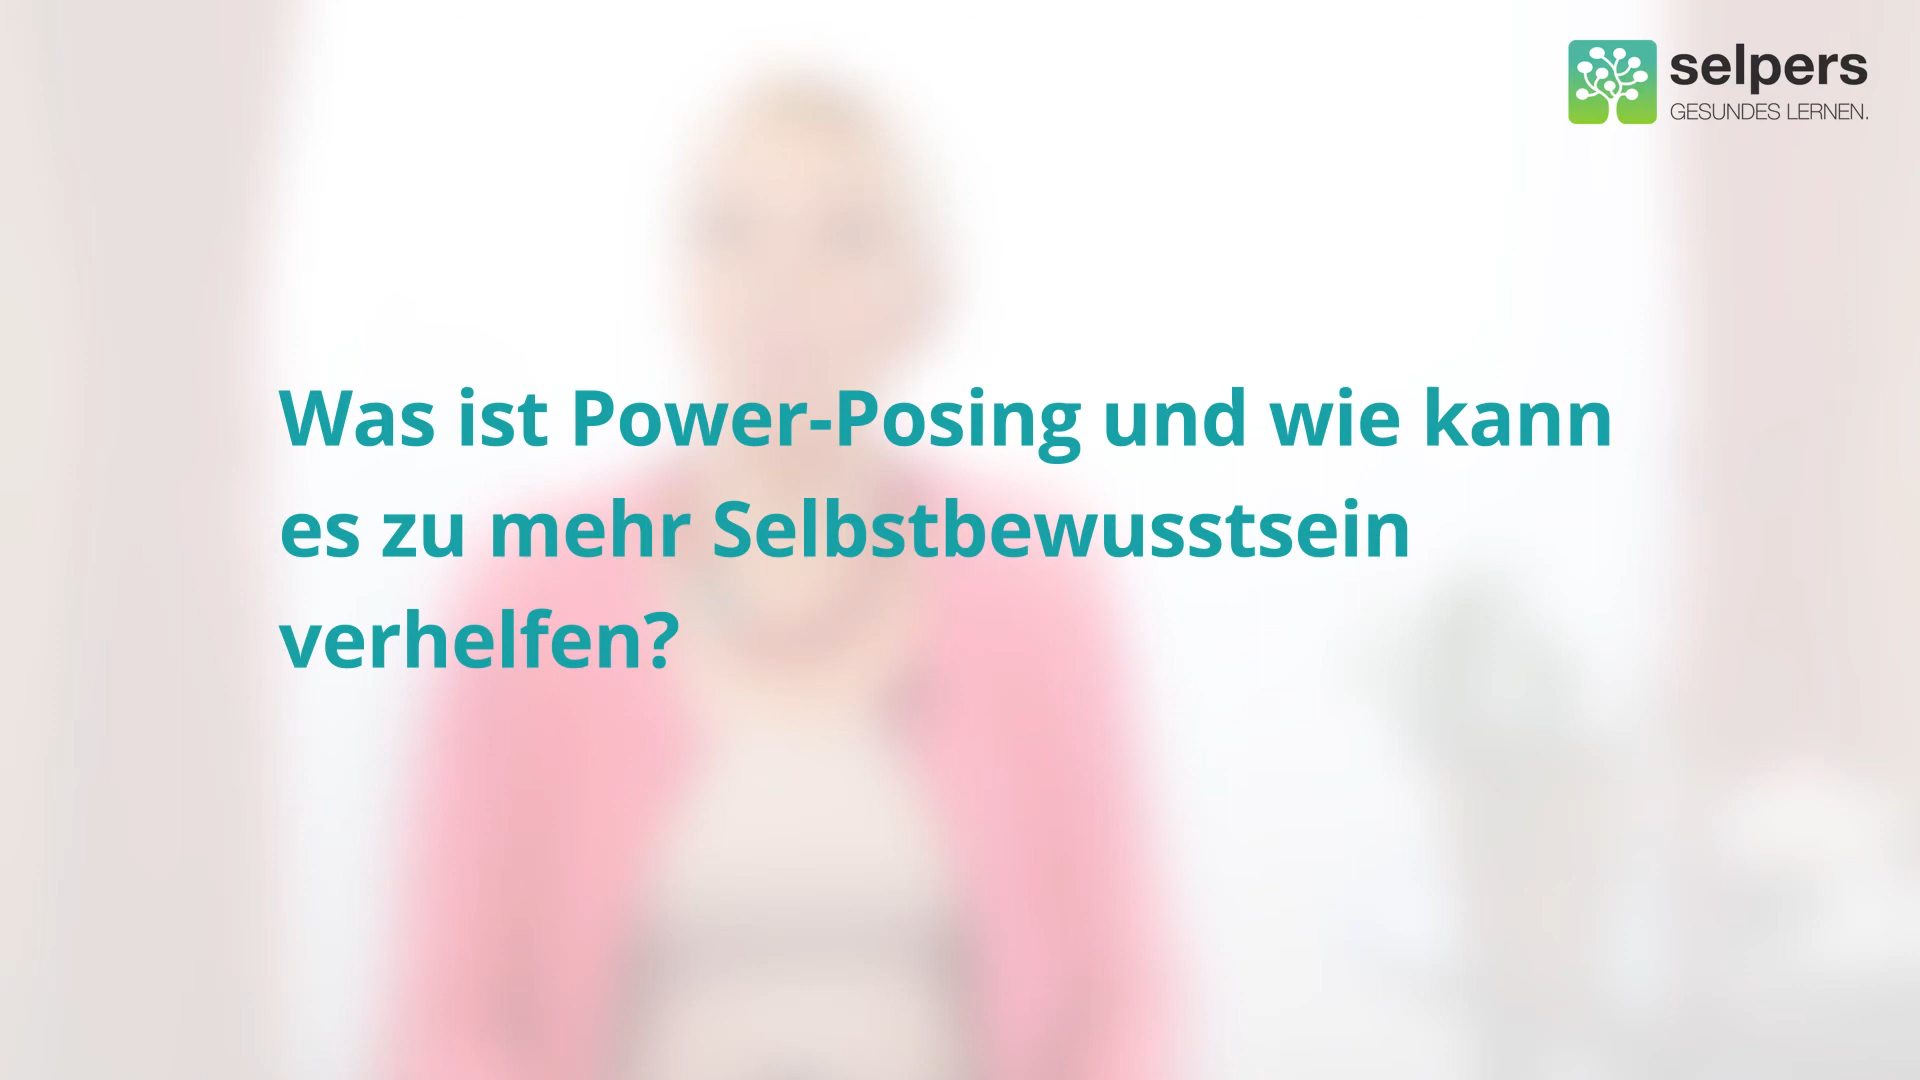 selpers
GESUNDES LERNEN.
Was ist Power-Posing und wie kann
es zu mehr Selbstbewusstsein
verhelfen?